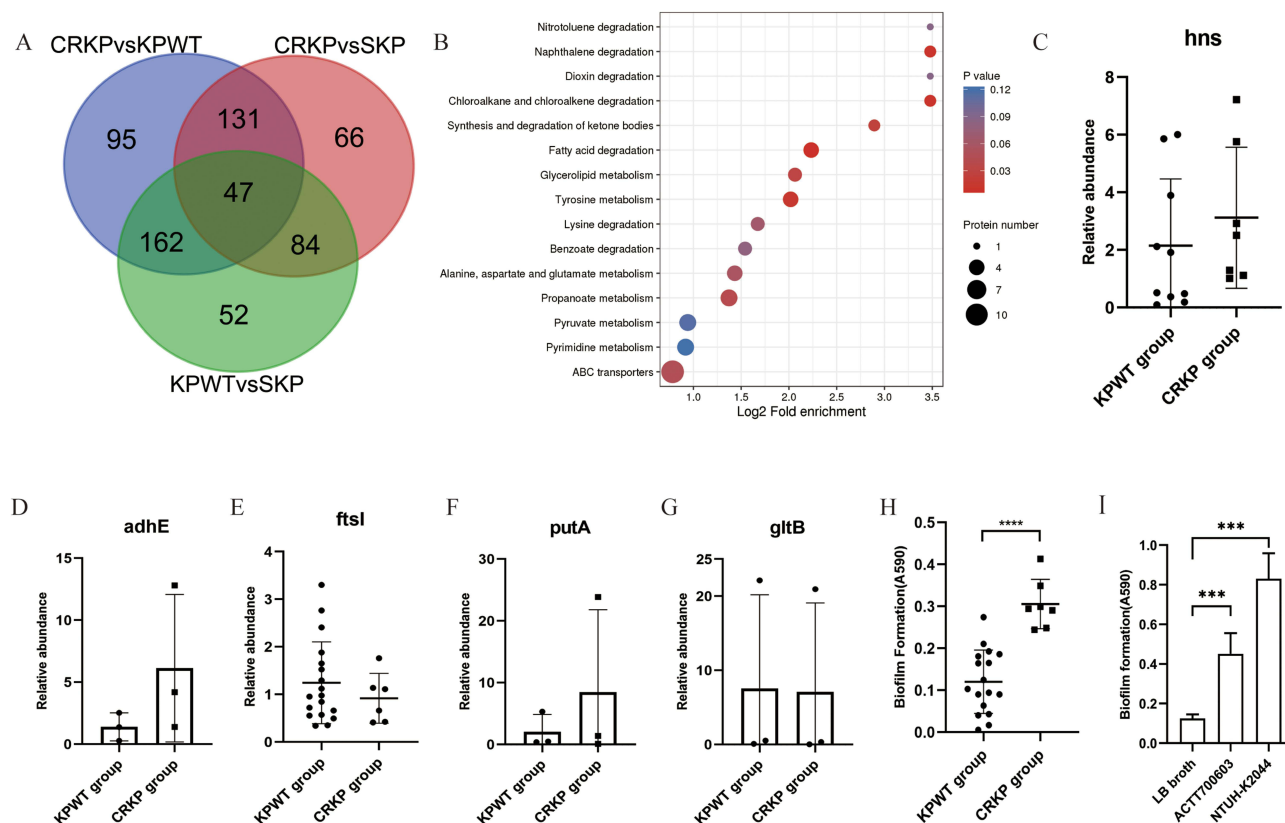 A
CRKPvsKPWT
CRKPvsSKP
95
131
66
47
162
84
52
KPWTvsSKP
B
Nitrotoluene degradation
Naphthalene degradation
Dioxin degradation
Chloroalkane and chloroalkene degradation
Synthesis and degradation of ketone bodies
Fatty acid degradation
Glycerolipid metabolism
Tyrosine metabolism
Lysine degradation
Benzoate degradation
Alanine, aspartate and glutamate metabolism
Propanoate metabolism
Pyruvate metabolism
Pyrimidine metabolism
ABC transporters
1.0 1.5 2.0 2.5 3.0 3.5
Log2 Fold enrichment
P value
0.12
0.09
0.06
0.03
Protein number
1
4
7
10
C
hns
Relative abundance
8
6
4
2
0
KPWT group
CRKP group
D
adhE
Relative abundance
15
10
5
0
KPWT group
CRKP group
E
ftsI
Relative abundance
4
3
2
1
0
KPWT group
CRKP group
F
putA
Relative abundance
30
20
10
0
KPWT group
CRKP group
G
gltB
Relative abundance
25
20
15
10
5
0
KPWT group
CRKP group
H
****
Biofilm Formation(A590)
0.5
0.4
0.3
0.2
0.1
0.0
KPWT group
CRKP group
I
***
***
Biofilm formation(A590)
1.0
0.8
0.6
0.4
0.2
0.0
LB broth
ACTT700603
NTUH-K2044